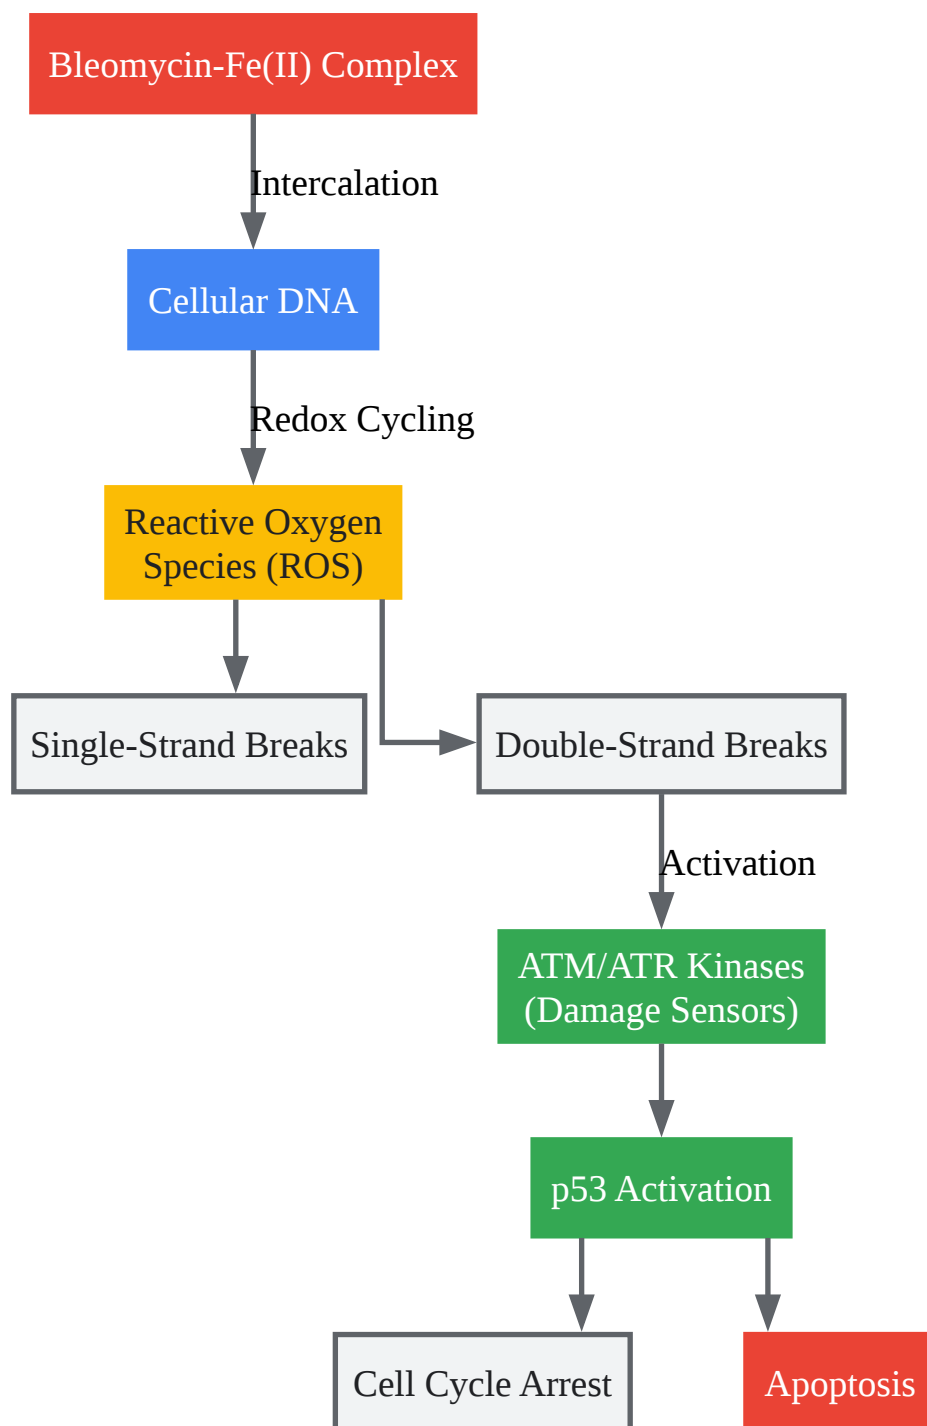 Bleomycin-Fe(II) Complex
Intercalation
Cellular DNA
Redox Cycling
Reactive Oxygen
Species (ROS)
Single-Strand Breaks
Double-Strand Breaks
Activation
ATM/ATR Kinases
(Damage Sensors)
p53 Activation
Cell Cycle Arrest
Apoptosis